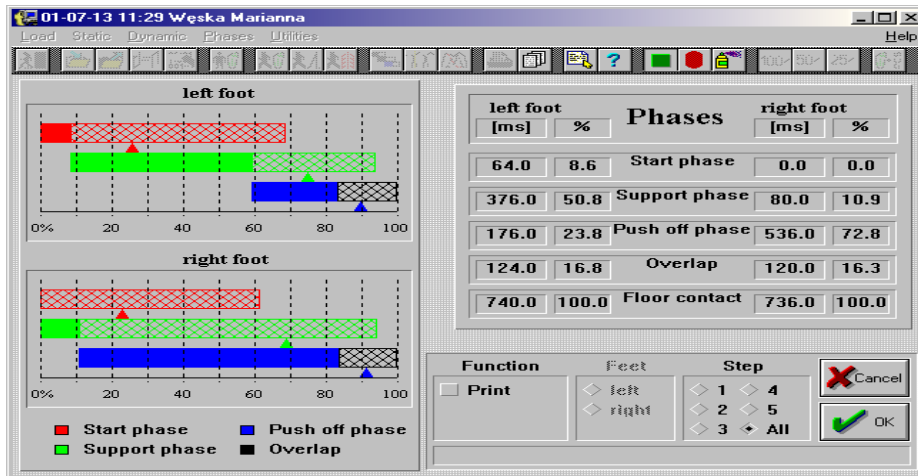 01-07-13 11:29 Węska Marianna
Load Static Dynamic Phases Utilities Help
? 100% 50% 25%
left foot
0% 20 40 60 80 100
right foot
0% 20 40 60 80 100
Start phase Push off phase
Support phase Overlap
left foot Phases right foot
[ms] % [ms] %
64.0 8.6 Start phase 0.0 0.0
376.0 50.8 Support phase 80.0 10.9
176.0 23.8 Push off phase 536.0 72.8
124.0 16.8 Overlap 120.0 16.3
740.0 100.0 Floor contact 736.0 100.0
Function Feet Step
Print left 1 4
right 2 5
3 All
Cancel
OK